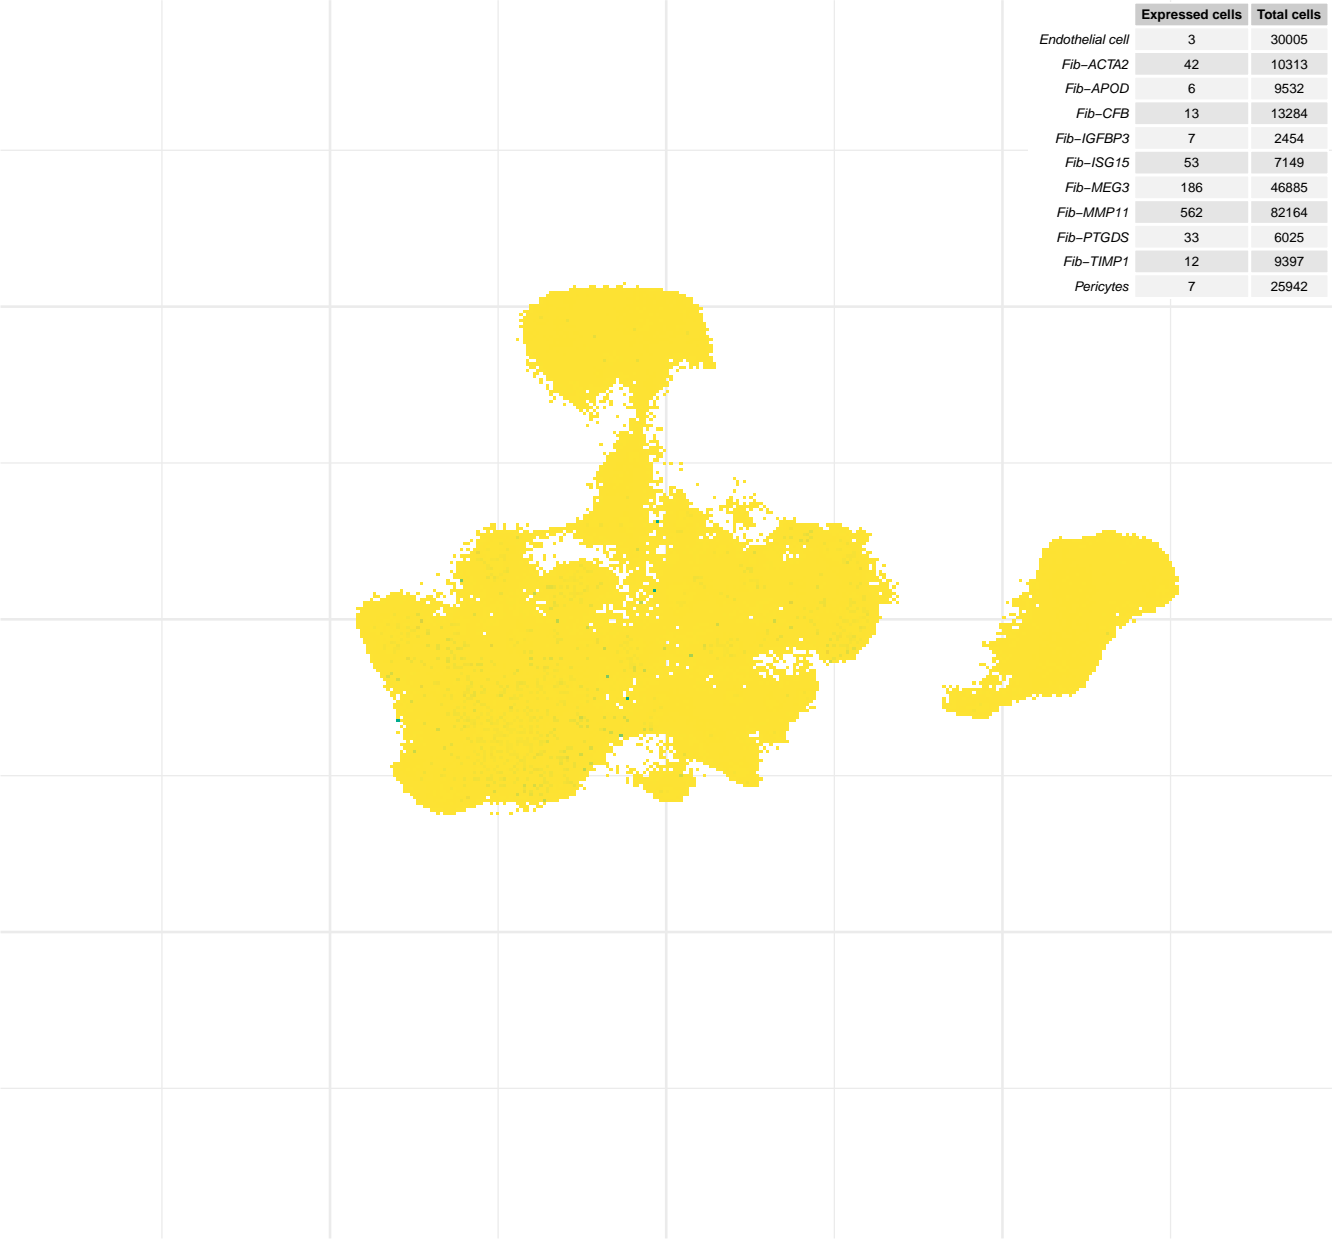 Expressed cells Total cells
Endothelial cell 3 30005
Fib−ACTA2 42 10313
Fib−APOD 6 9532
Fib−CFB 13 13284
Fib−IGFBP3 7 2454
Fib−ISG15 53 7149
Fib−MEG3 186 46885
Fib−MMP11 562 82164
Fib−PTGDS 33 6025
Fib−TIMP1 12 9397
Pericytes 7 25942